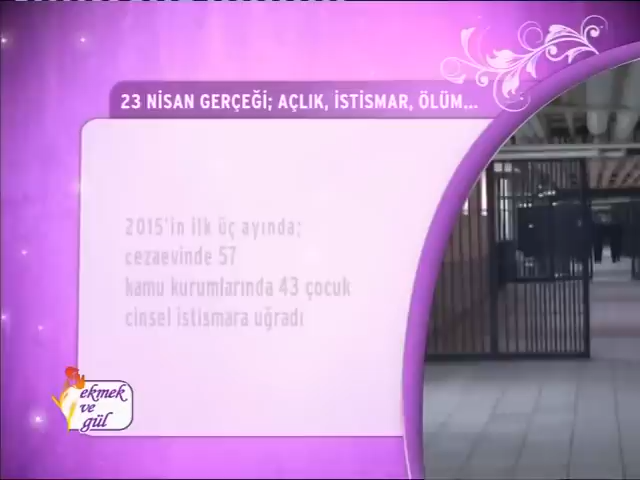 23 NİSAN GERÇEĞİ; AÇLIK, İSTİSMAR, ÖLÜM...
2015'in ilk üç ayında;
cezaevinde 57
kamu kurumlarında 43 çocuk
cinsel istismara uğradı
ekmek
ve
gül